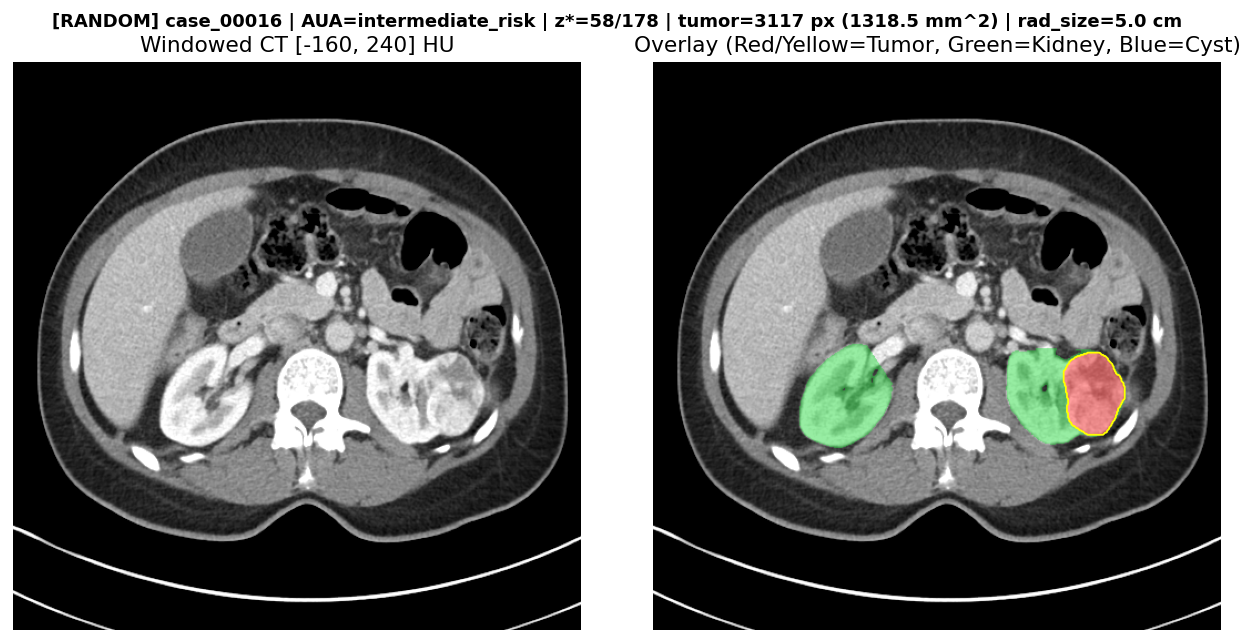 [RANDOM] case_00016 | AUA=intermediate_risk | z*=58/178 | tumor=3117 px (1318.5 mm^2) | rad_size=5.0 cm
Windowed CT [-160, 240] HU
Overlay (Red/Yellow=Tumor, Green=Kidney, Blue=Cyst)